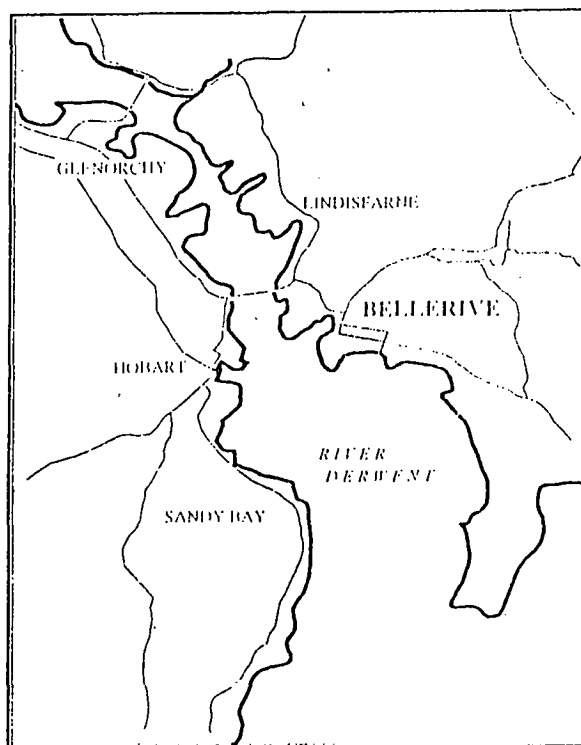 GLENORCHY
LINDISFARNE
BELLERIVE
HOBART
RIVER
DERWENT
SANDY BAY